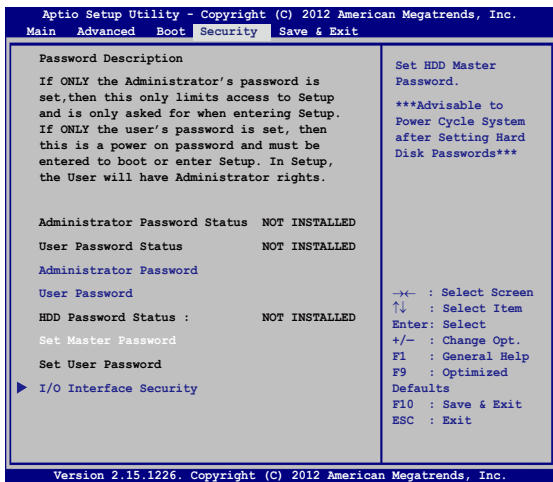 Aptio Setup Utility - Copyright (C) 2012 American Megatrends, Inc.
Main Advanced Boot Security Save & Exit
Password Description
If ONLY the Administrator's password is
set,then this only limits access to Setup
and is only asked for when entering Setup.
If ONLY the user's password is set, then
this is a power on password and must be
entered to boot or enter Setup. In Setup,
the User will have Administrator rights.
Administrator Password Status NOT INSTALLED
User Password Status NOT INSTALLED
Administrator Password
User Password
HDD Password Status : NOT INSTALLED
Set Master Password
Set User Password
I/O Interface Security
Set HDD Master
Password.
***Advisable to
Power Cycle System
after Setting Hard
Disk Passwords***
→← : Select Screen
↑↓ : Select Item
Enter: Select
+/— : Change Opt.
F1 : General Help
F9 : Optimized
Defaults
F10 : Save & Exit
ESC : Exit
Version 2.15.1226. Copyright (C) 2012 American Megatrends, Inc.